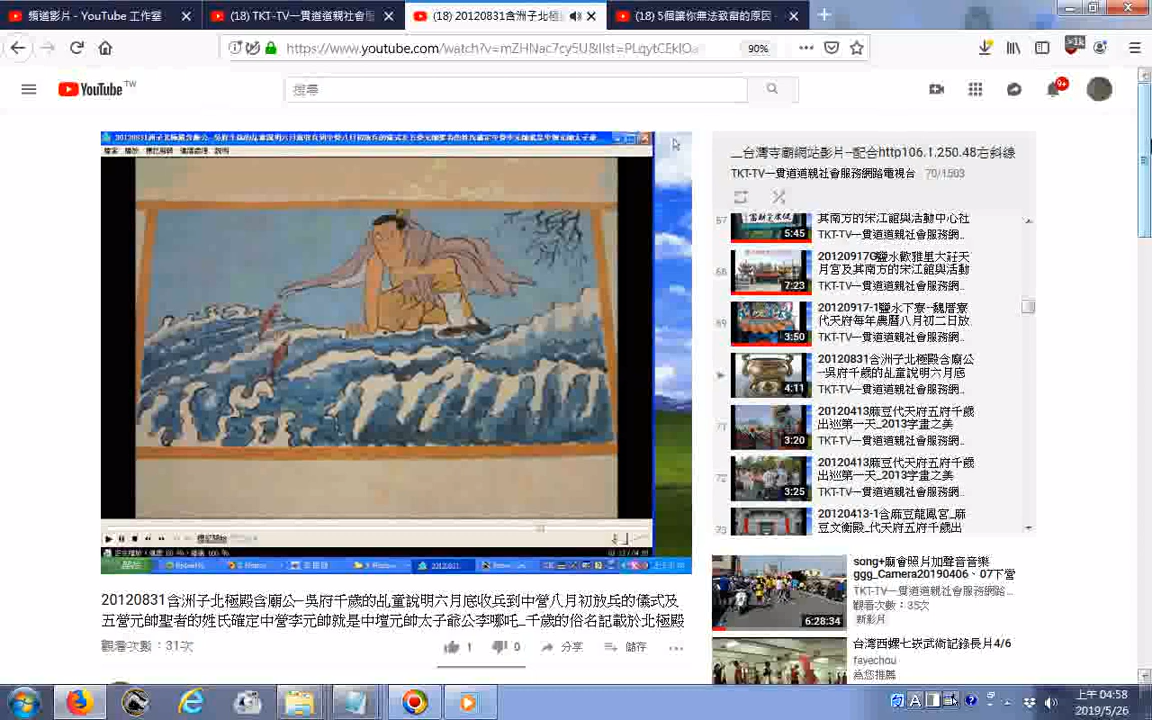 頻道影片 - YouTube 工作室
(18) TKT-TV一貫道道親社會服
(18) 20120831含洲子北極
(18) 5個讓你無法致富的原因 -
https://www.youtube.com/watch?v=mZHNac7cy5U&list=PLqytCEkIOa
90%
>1k
YouTube TW
搜尋
9+
台灣寺廟網站影片--配合http106.1.250.48右斜線
TKT-TV一貫道道親社會服務網路電視台 70/1503
67
其南方的宋江館與活動中心社
TKT-TV一貫道道親社會服務網..
5:45
68
20120917G鹽水歡雅里大莊天
月宮及其南方的宋江館與活動
TKT-TV一貫道道親社會服務網..
7:23
69
20120917-1鹽水下寮--魏厝寮
代天府每年農曆八月初二日放
TKT-TV一貫道道親社會服務網..
3:50
20120831含洲子北極殿含廟公
--吳府千歲的乩童說明六月底
TKT-TV一貫道道親社會服務網..
4:11
71
20120413麻豆代天府五府千歲
出巡第一天_2013字畫之美
TKT-TV一貫道道親社會服務網..
3:20
72
20120413麻豆代天府五府千歲
出巡第一天_2013字畫之美
TKT-TV一貫道道親社會服務網..
3:25
73
20120413-1含麻豆龍鳳宮_麻
豆文衡殿_代天府五府千歲出
song+廟會照片加聲音音樂
ggg_Camera20190406、07下營
TKT-TV一貫道道親社會服務網路...
觀看次數：35次
新影片
6:28:34
台灣西螺七崁武術記錄長片4/6
fayechou
為您推薦
20120831含洲子北極殿含廟公--吳府千歲的乩童說明六月底收兵到中營八月初放兵的儀式及
五營元帥聖者的姓氏確定中營李元帥就是中壇元帥太子爺公李哪吒_千歲的俗名記載於北極殿
觀看次數：31次
1
0
分享
儲存
上午 04:58
2019/5/26